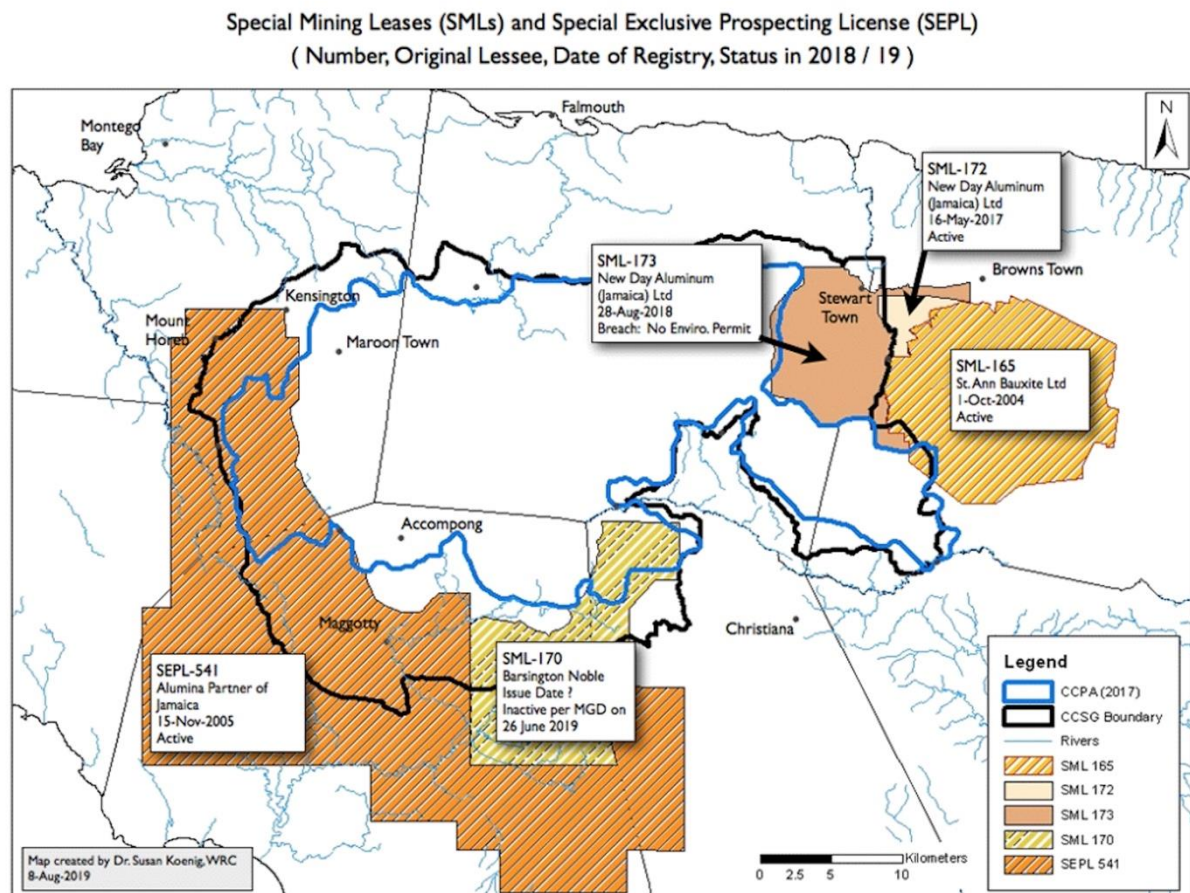 Special Mining Leases (SMLs) and Special Exclusive Prospecting License (SEPL)
( Number, Original Lessee, Date of Registry, Status in 2018 / 19 )
N
Falmouth
Montego
Bay
SML-172
New Day Aluminum
(Jamaica) Ltd
16-May-2017
Active
SML-173
New Day Aluminum
(Jamaica) Ltd
28-Aug-2018
Breach: No Enviro. Permit
Browns Town
Stewart
Town
Kensington
Mount
Horeb
Maroon Town
SML-165
St. Ann Bauxite Ltd
1-Oct-2004
Active
Accompong
Maggotty
Christiana
SEPL-541
Alumina Partner of
Jamaica
15-Nov-2005
Active
SML-170
Barsington Noble
Issue Date ?
Inactive per MGD on
26 June 2019
Legend
CCPA (2017)
CCSG Boundary
Rivers
SML 165
SML 172
SML 173
SML 170
SEPL 541
Kilometers
0 2.5 5 10
Map created by Dr. Susan Koenig, WRC
8-Aug-2019